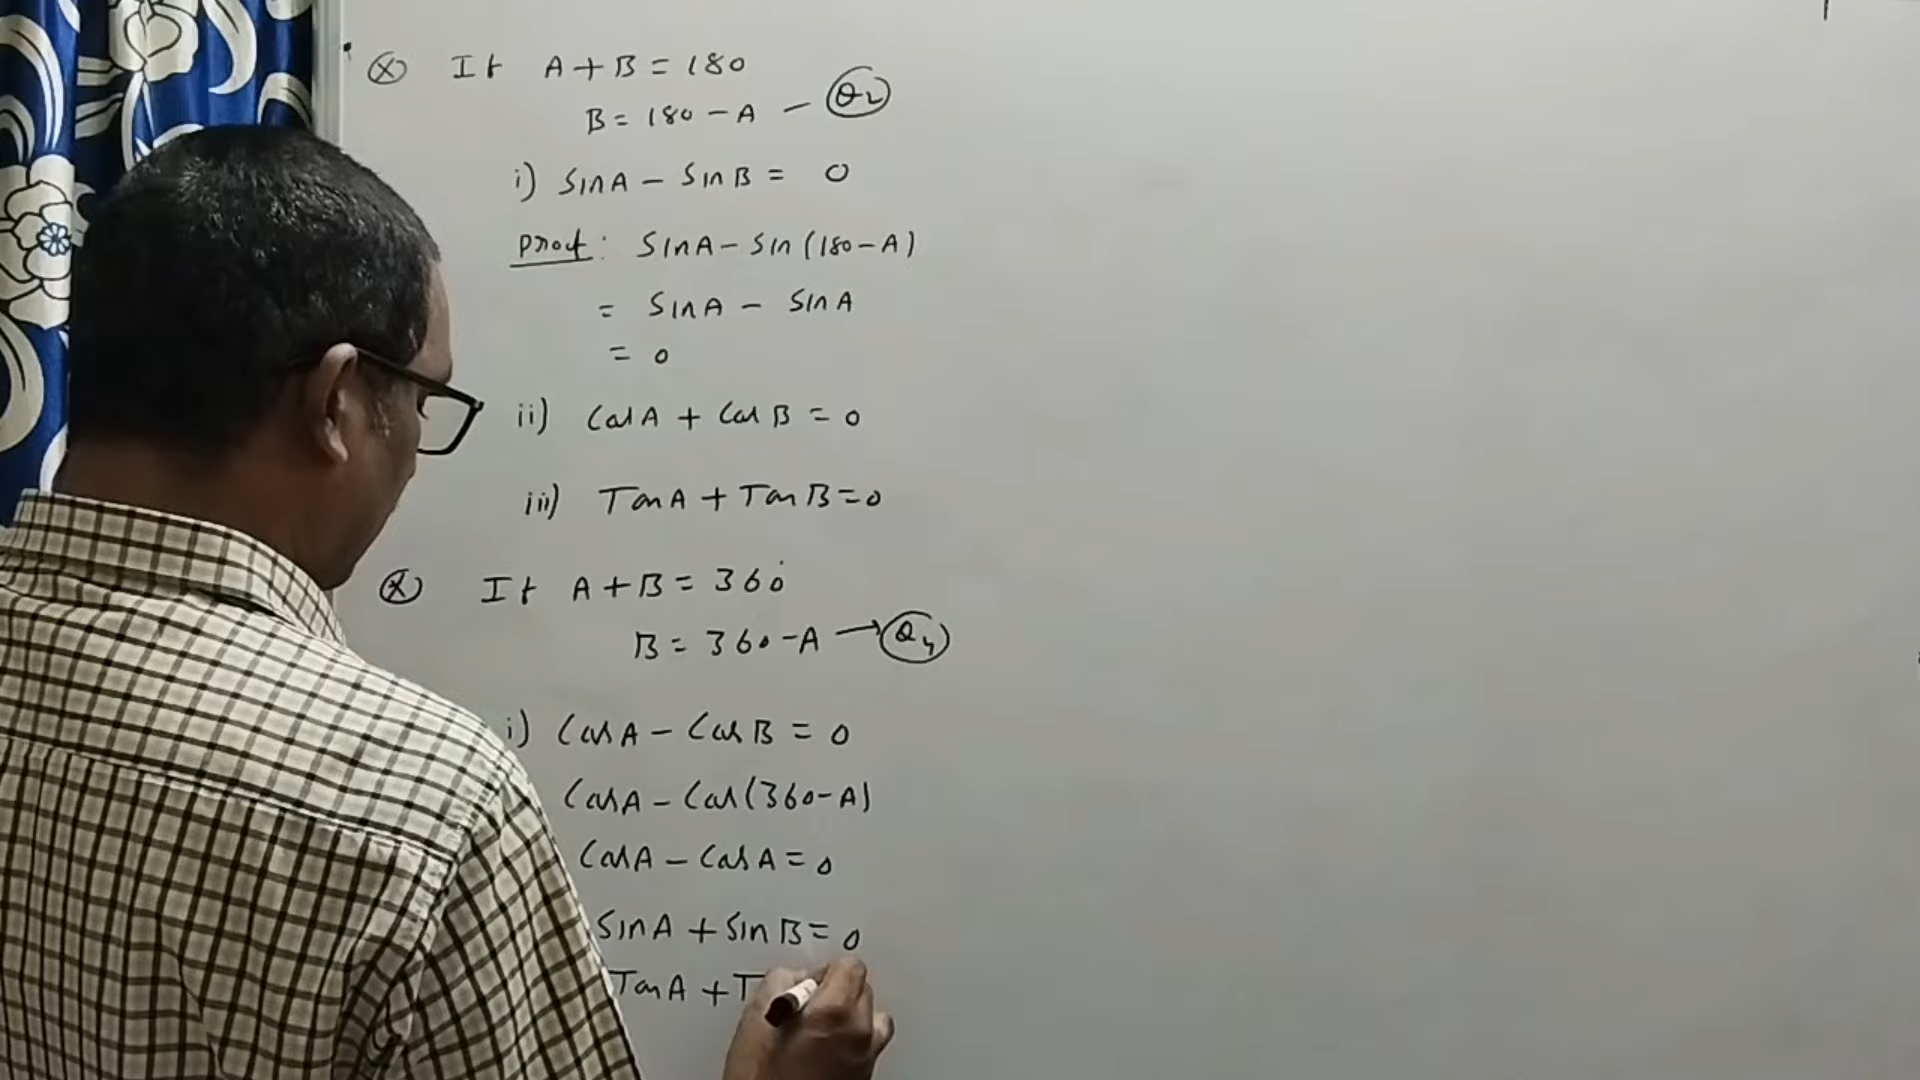 If A+B = 180
B = 180 - A - Q2
i) SinA - SinB = 0
Proof: SinA - Sin(180-A)
= SinA - SinA
= 0
ii) CosA + CosB = 0
iii) TanA + TanB = 0
If A+B = 360°
B = 360-A → Q4
i) CosA - CosB = 0
CosA - Cos(360-A)
CosA - CosA = 0
SinA + SinB = 0
TanA + T